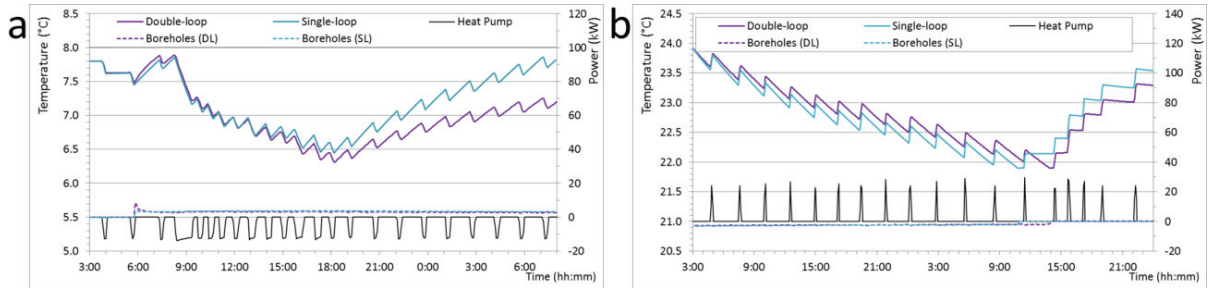 a
Double-loop Single-loop Heat Pump
Boreholes (DL) Boreholes (SL)
Temperature (°C)
8.0
7.5
7.0
6.5
6.0
5.5
5.0
Power (kW)
120
100
80
60
40
20
0
-20
3:00 6:00 9:00 12:00 15:00 18:00 21:00 0:00 3:00 6:00
Time (hh:mm)
b
Double-loop Single-loop Heat Pump
Boreholes (DL) Boreholes (SL)
Temperature (°C)
24.5
24.0
23.5
23.0
22.5
22.0
21.5
21.0
20.5
Power (kW)
140
120
100
80
60
40
20
0
-20
3:00 9:00 15:00 21:00 3:00 9:00 15:00 21:00
Time (hh:mm)